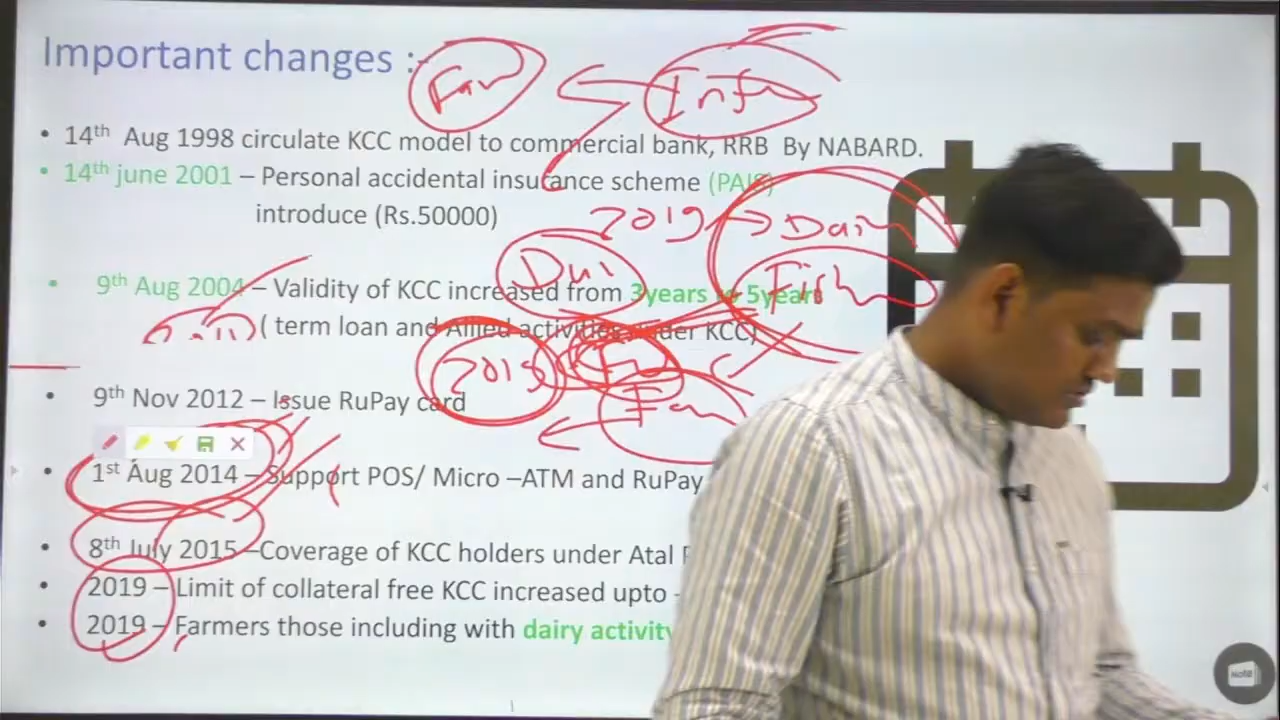 Important changes :-
Far
Inf
• 14th Aug 1998 circulate KCC model to commercial bank, RRB By NABARD.
• 14th june 2001 – Personal accidental insurance scheme (PAIS)
introduce (Rs.50000)
2019 → Dairy
Fish
• 9th Aug 2004 – Validity of KCC increased from 3years to 5years
( term loan and Allied activities under KCC)
2019
Far
• 9th Nov 2012 – Issue RuPay card
• 1st Aug 2014 – Support POS/ Micro –ATM and RuPay
• 8th July 2015 –Coverage of KCC holders under Atal
• 2019 – Limit of collateral free KCC increased upto -
• 2019 – Farmers those including with dairy activity